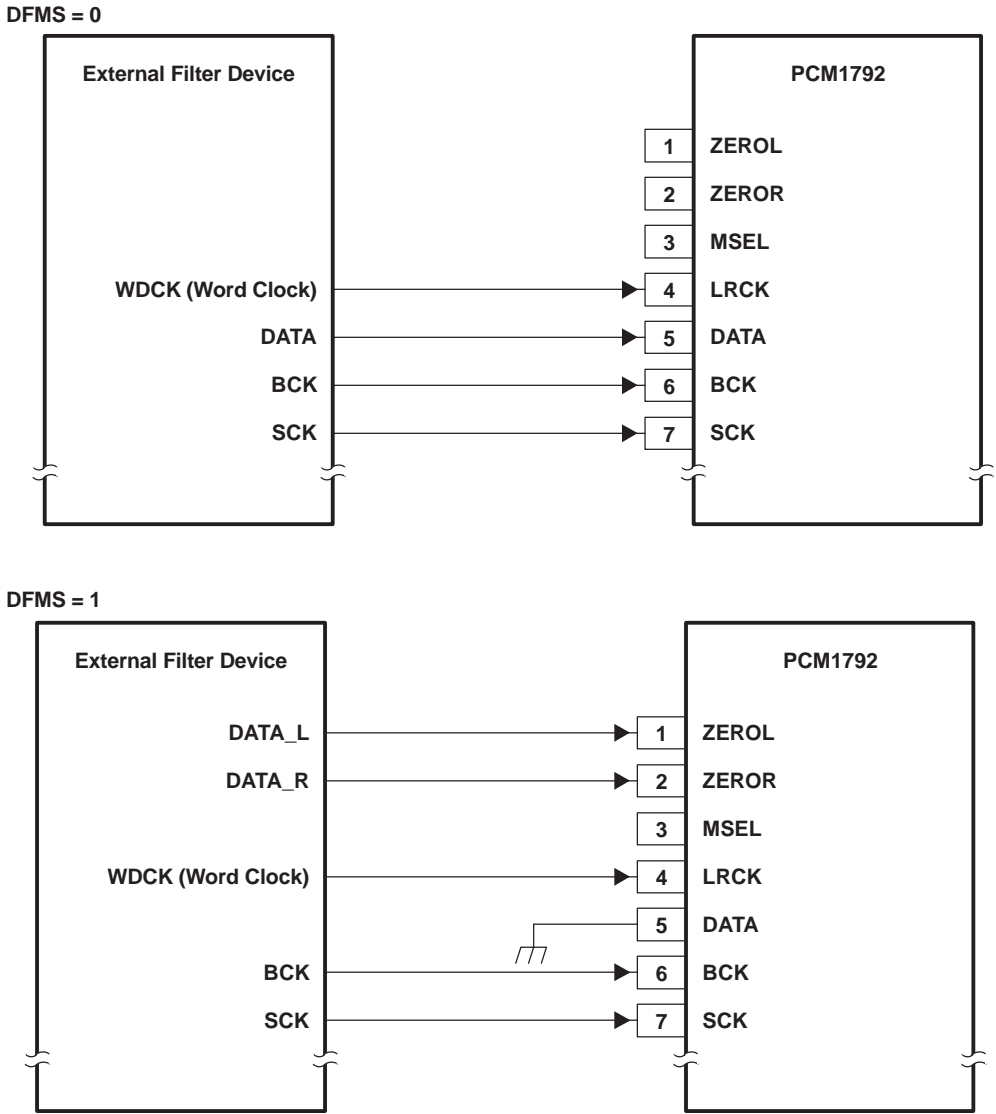 DFMS = 0
External Filter Device
PCM1792
1 ZEROL
2 ZEROR
3 MSEL
WDCK (Word Clock) 4 LRCK
DATA 5 DATA
BCK 6 BCK
SCK 7 SCK
DFMS = 1
External Filter Device
PCM1792
DATA_L 1 ZEROL
DATA_R 2 ZEROR
3 MSEL
WDCK (Word Clock) 4 LRCK
5 DATA
BCK 6 BCK
SCK 7 SCK